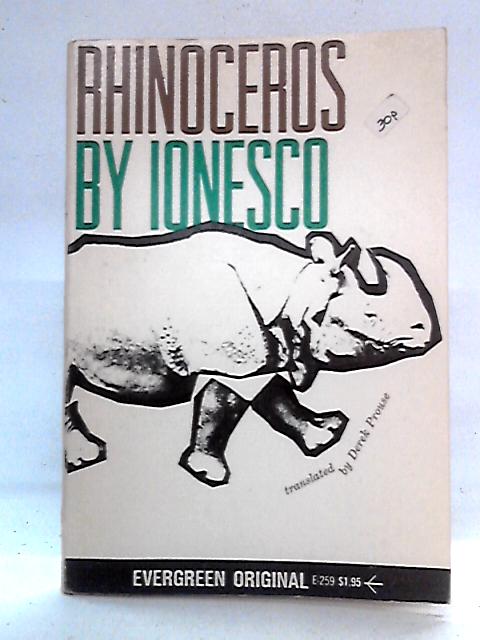 RHINOCEROS
BY IONESCO
30p
translated
by Derek Prouse
EVERGREEN ORIGINAL E-259 $1.95